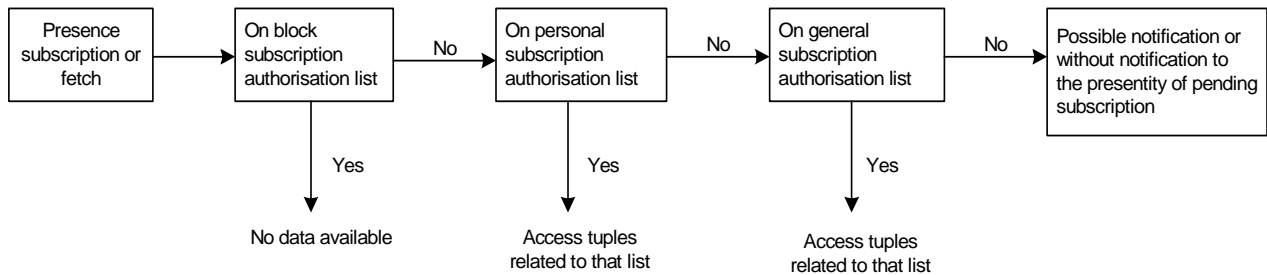 Presence
subscription or
fetch
On block
subscription
authorisation list
No
On personal
subscription
authorisation list
No
On general
subscription
authorisation list
No
Possible notification or
without notification to
the presentity of pending
subscription
Yes
Yes
Yes
No data available
Access tuples
related to that list
Access tuples
related to that list